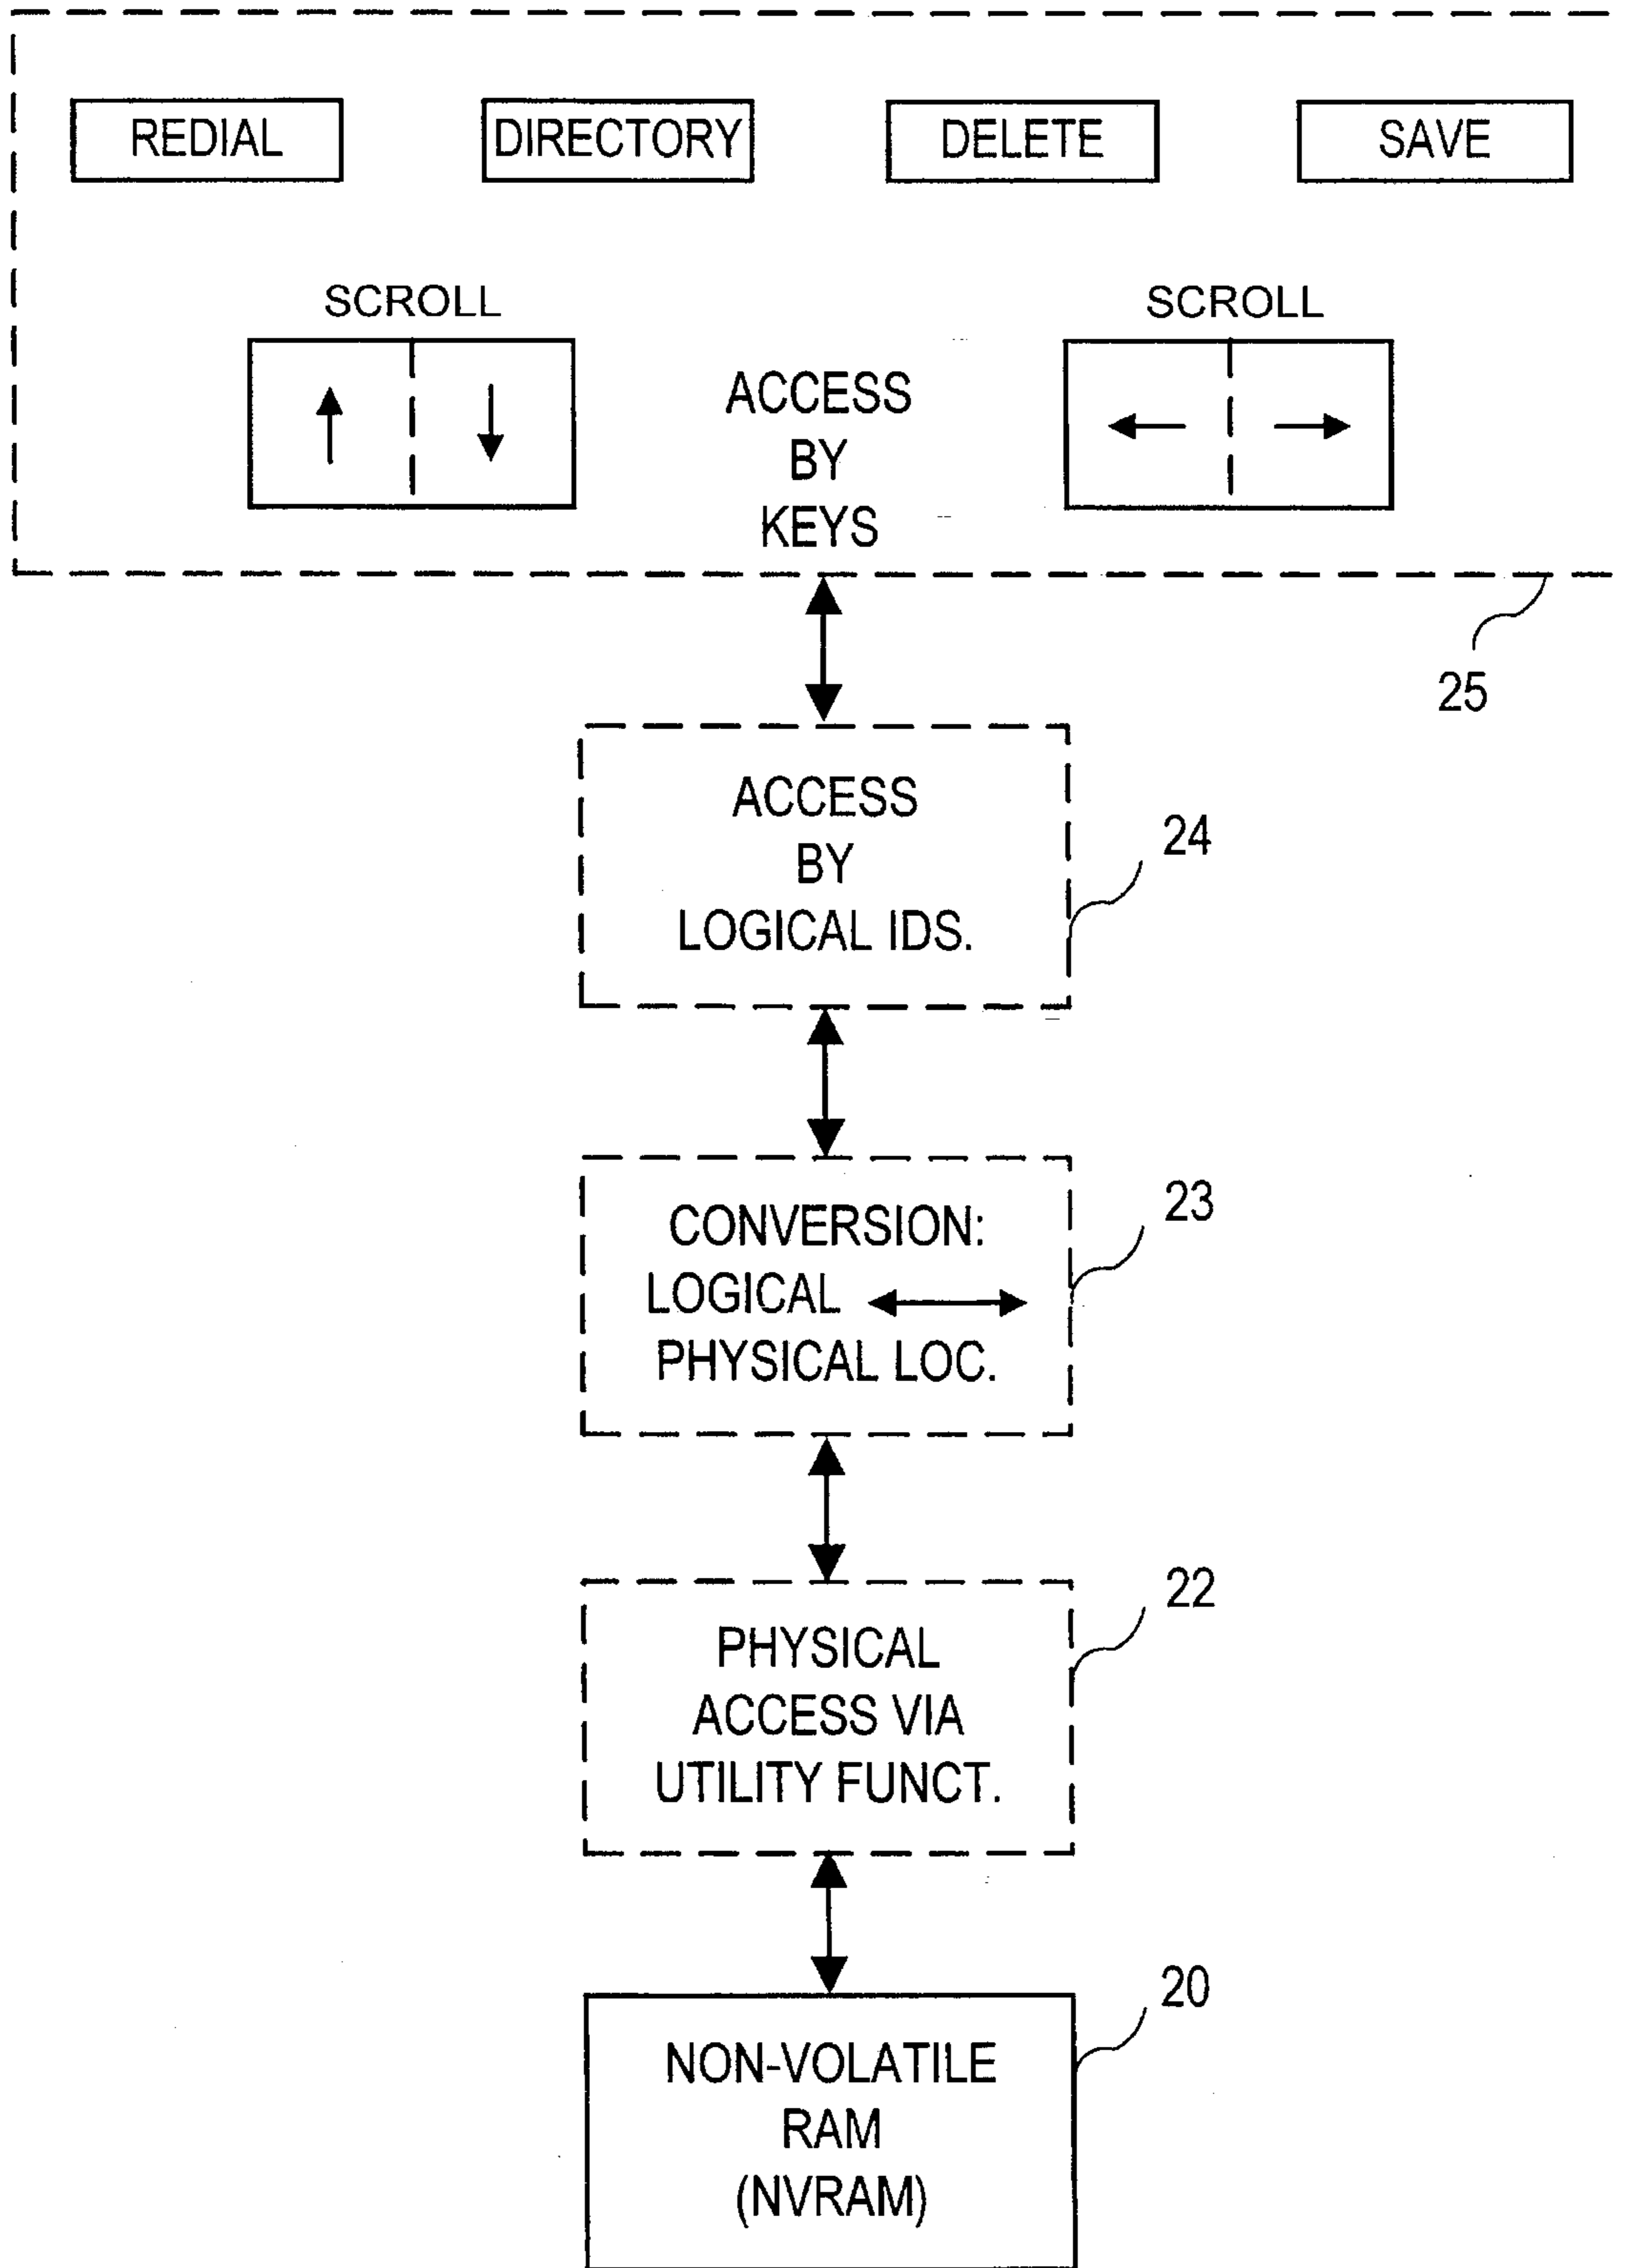 REDIAL DIRECTORY DELETE SAVE
SCROLL SCROLL
ACCESS
BY
KEYS
25
ACCESS
BY
LOGICAL IDS.
24
CONVERSION:
LOGICAL
PHYSICAL LOC.
23
PHYSICAL
ACCESS VIA
UTILITY FUNCT.
22
NON-VOLATILE
RAM
(NVRAM)
20